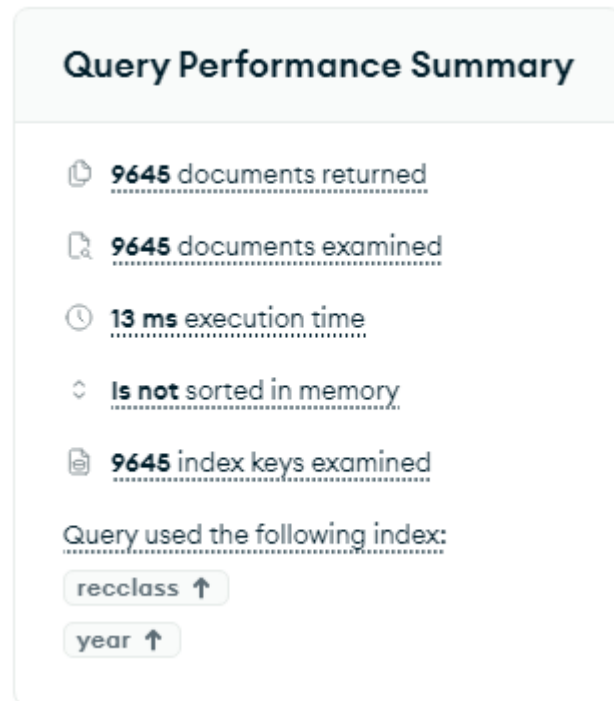 Query Performance Summary
9645 documents returned
9645 documents examined
13 ms execution time
Is not sorted in memory
9645 index keys examined
Query used the following index:
recclass ↑
year ↑